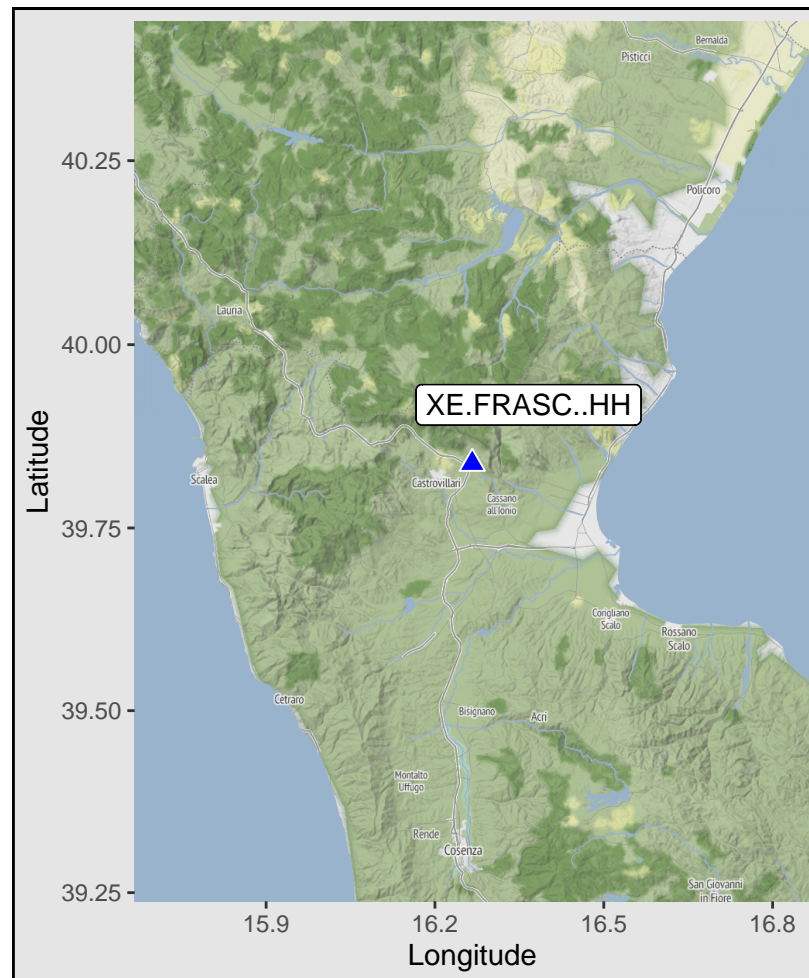 Bernalda
Pisticci
40.25
Policoro
Lauria
40.00
XE.FRASC..HH
Scalea
Castrovillari
Cassano
all'Ionio
39.75
Corigliano
Scalo
Rossano
Scalo
Cetraro
39.50
Bisignano
Acri
Montalto
Uffugo
Rende
Cosenza
San Giovanni
in Fiore
39.25
15.9
16.2
16.5
16.8
Longitude
Latitude